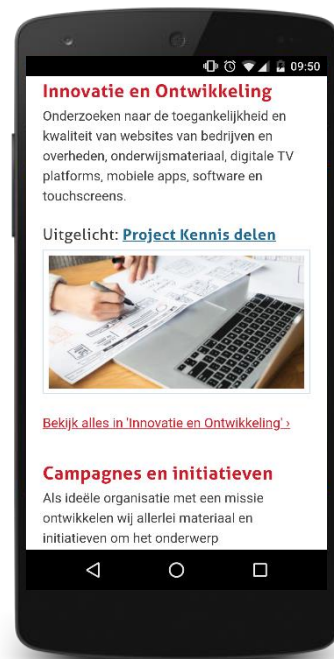 09:50
Innovatie en Ontwikkeling
Onderzoeken naar de toegankelijkheid en
kwaliteit van websites van bedrijven en
overheden, onderwijsmateriaal, digitale TV
platforms, mobiele apps, software en
touchscreens.
Uitgelicht: Project Kennis delen
Bekijk alles in 'Innovatie en Ontwikkeling' ›
Campagnes en initiatieven
Als ideële organisatie met een missie
ontwikkelen wij allerlei materiaal en
initiatieven om het onderwerp